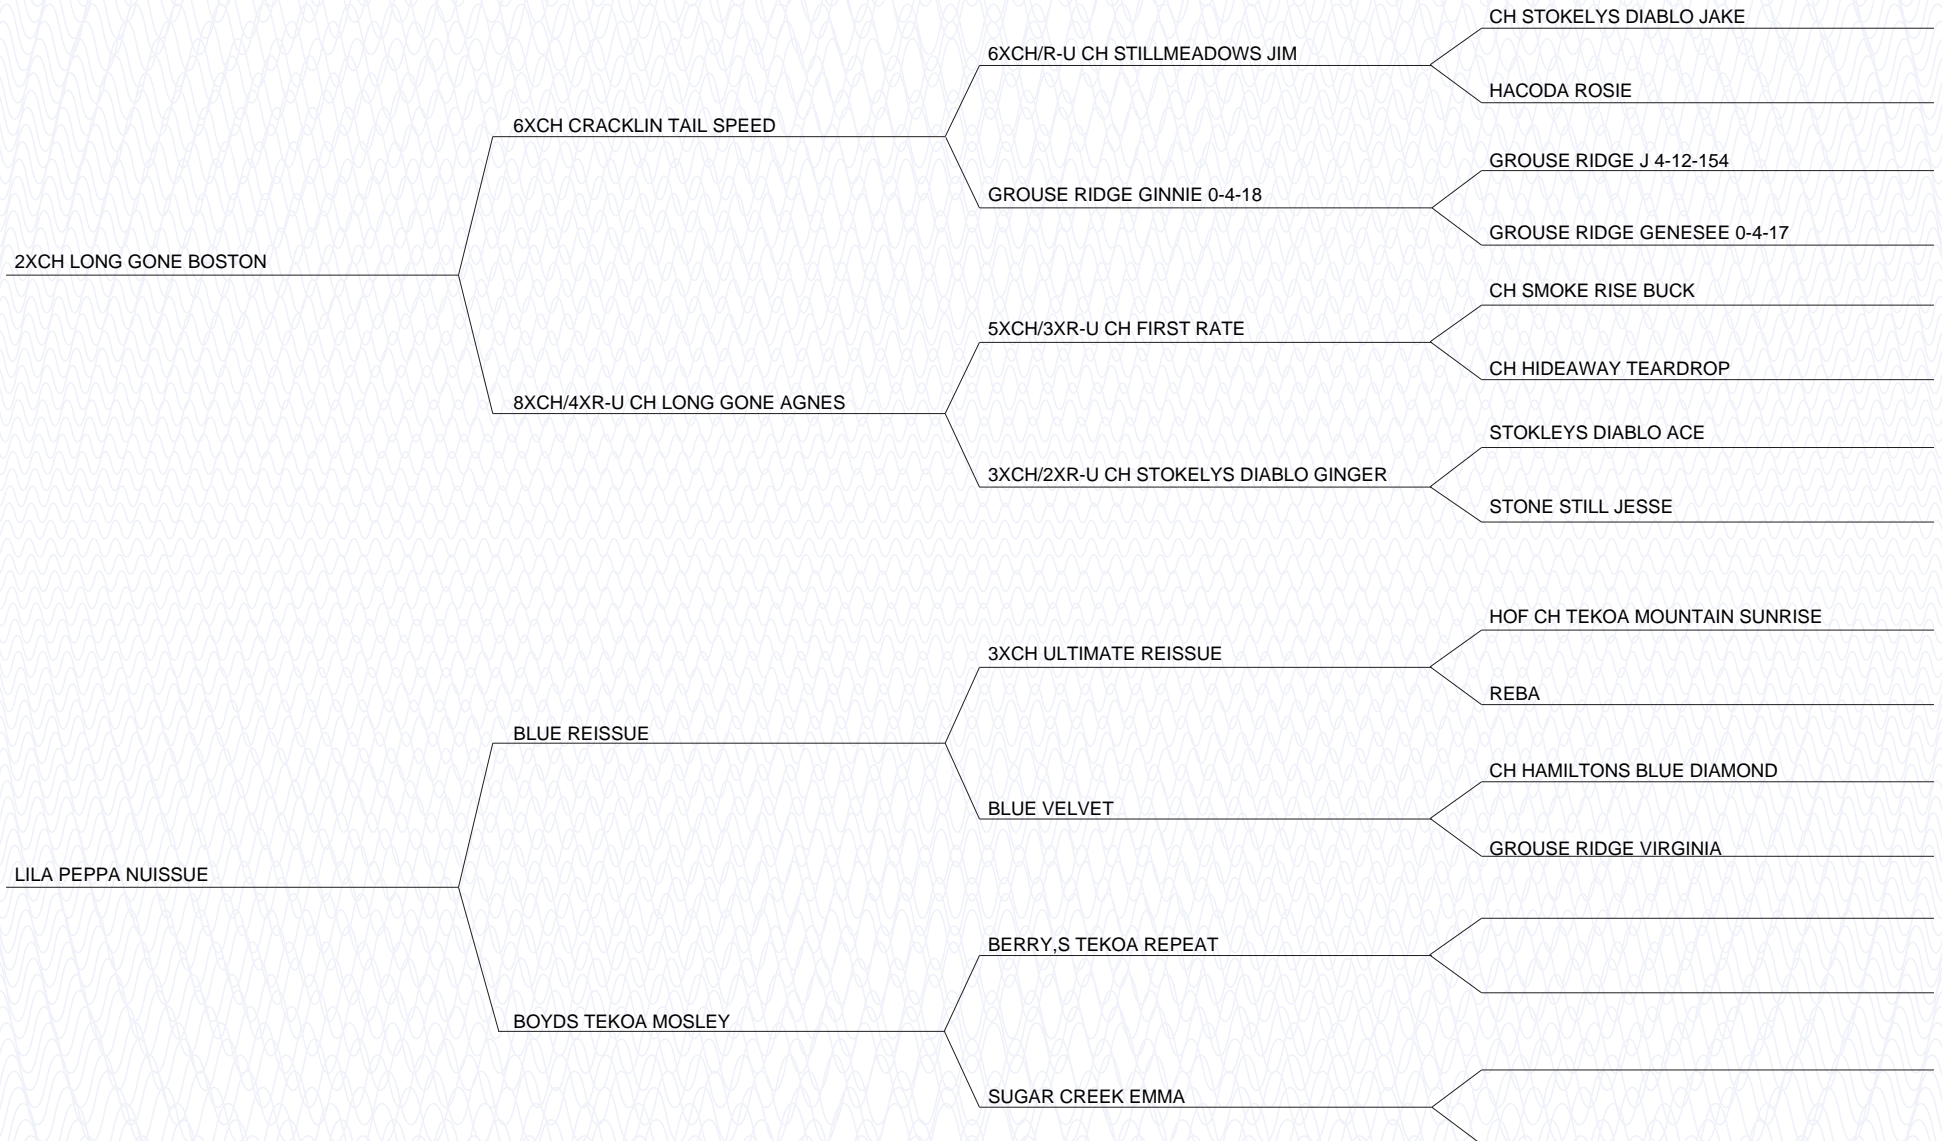 CH STOKELYS DIABLO JAKE
6XCH/R-U CH STILLMEADOWS JIM
HACODA ROSIE
6XCH CRACKLIN TAIL SPEED
GROUSE RIDGE J 4-12-154
GROUSE RIDGE GINNIE 0-4-18
GROUSE RIDGE GENESEE 0-4-17
2XCH LONG GONE BOSTON
CH SMOKE RISE BUCK
5XCH/3XR-U CH FIRST RATE
CH HIDEAWAY TEARDROP
8XCH/4XR-U CH LONG GONE AGNES
STOKLEYS DIABLO ACE
3XCH/2XR-U CH STOKELYS DIABLO GINGER
STONE STILL JESSE
HOF CH TEKOA MOUNTAIN SUNRISE
3XCH ULTIMATE REISSUE
REBA
BLUE REISSUE
CH HAMILTONS BLUE DIAMOND
BLUE VELVET
GROUSE RIDGE VIRGINIA
LILA PEPPA NUISSUE
BERRY,S TEKOA REPEAT
BOYDS TEKOA MOSLEY
SUGAR CREEK EMMA